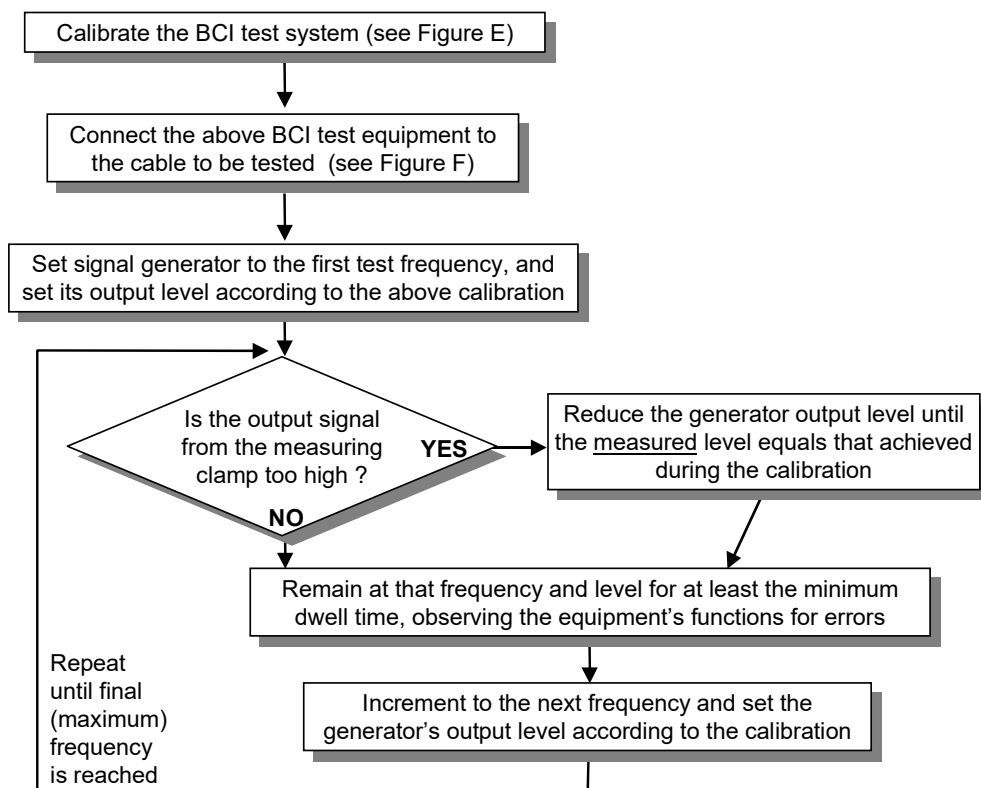 Calibrate the BCI test system (see Figure E)
Connect the above BCI test equipment to
the cable to be tested (see Figure F)
Set signal generator to the first test frequency, and
set its output level according to the above calibration
Is the output signal
from the measuring
clamp too high ?
YES
NO
Reduce the generator output level until
the measured level equals that achieved
during the calibration
Remain at that frequency and level for at least the minimum
dwell time, observing the equipment’s functions for errors
Increment to the next frequency and set the
generator’s output level according to the calibration
Repeat
until final
(maximum)
frequency
is reached